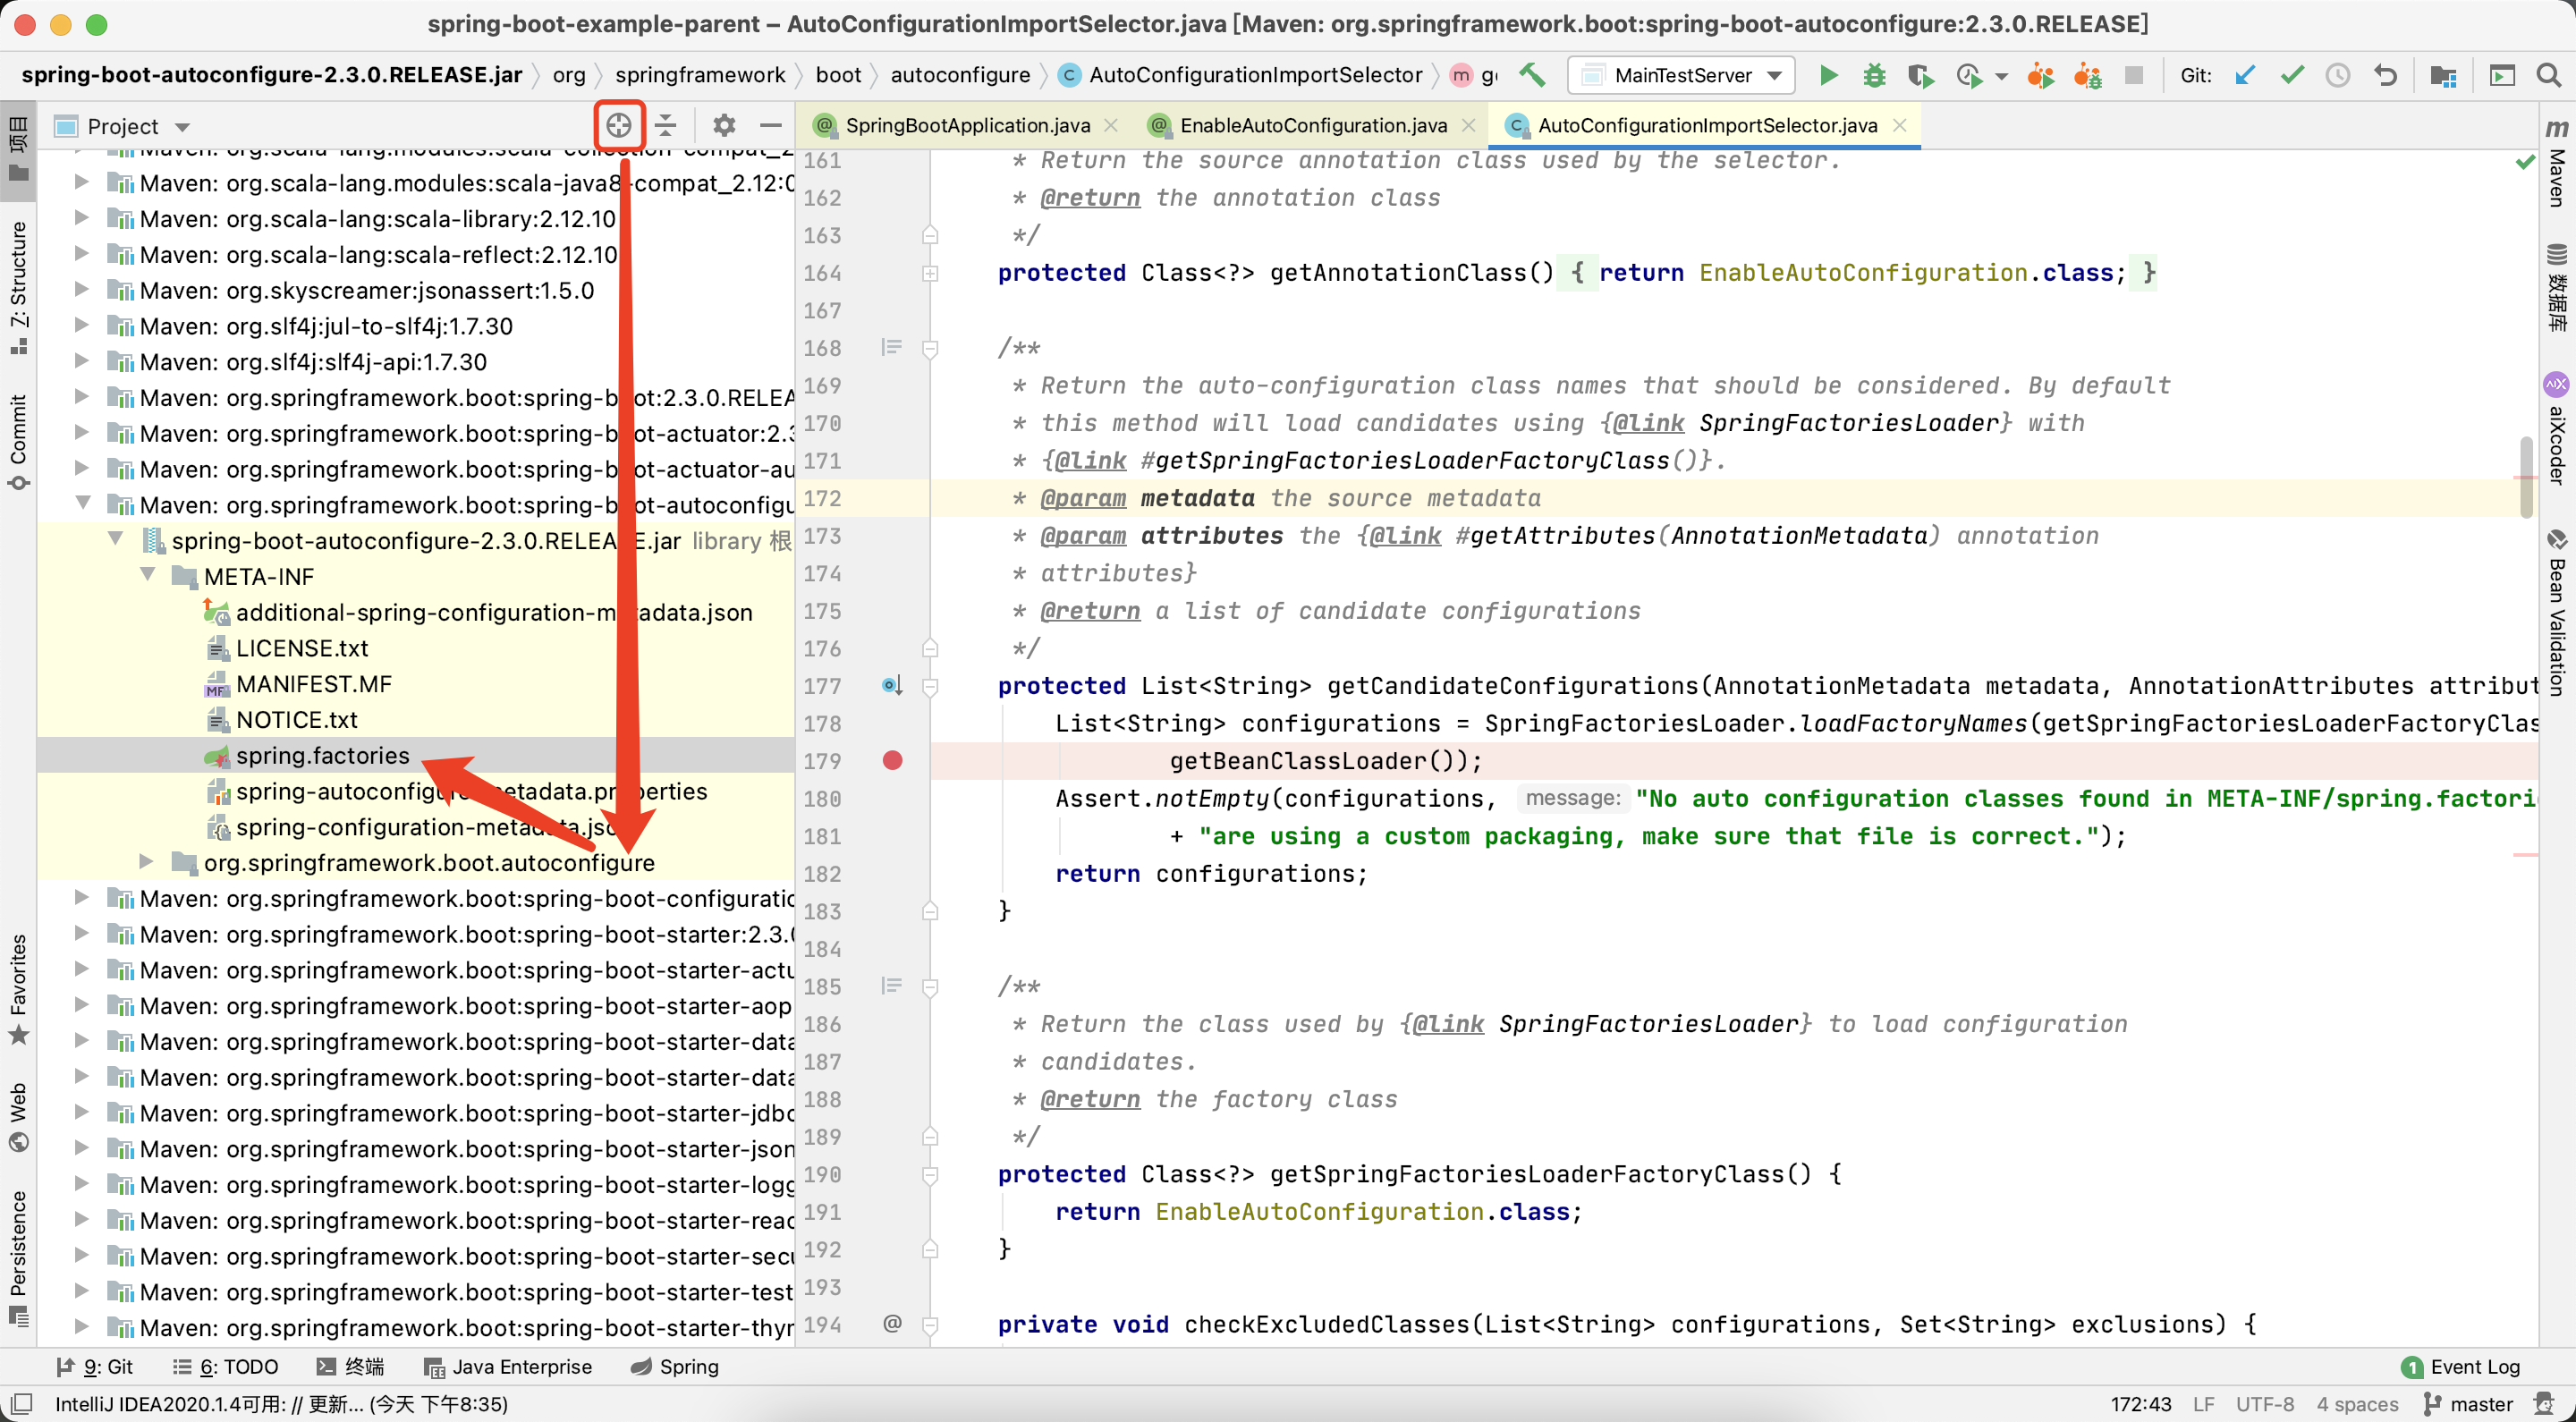 spring-boot-example-parent – AutoConfigurationImportSelector.java [Maven: org.springframework.boot:spring-boot-autoconfigure:2.3.0.RELEASE]
spring-boot-autoconfigure-2.3.0.RELEASE.jar org springframework boot autoconfigure C AutoConfigurationImportSelector m MainTestServer Git:
Project
SpringBootApplication.java EnableAutoConfiguration.java AutoConfigurationImportSelector.java
项目
Z: Structure
Commit
Favorites
Web
Persistence
Maven: org.scala-lang.modules:scala-collection-compat_2
Maven: org.scala-lang.modules:scala-java8-compat_2.12:0
Maven: org.scala-lang:scala-library:2.12.10
Maven: org.scala-lang:scala-reflect:2.12.10
Maven: org.skyscreamer:jsonassert:1.5.0
Maven: org.slf4j:jul-to-slf4j:1.7.30
Maven: org.slf4j:slf4j-api:1.7.30
Maven: org.springframework.boot:spring-boot:2.3.0.RELEA
Maven: org.springframework.boot:spring-boot-actuator:2.3
Maven: org.springframework.boot:spring-boot-actuator-au
Maven: org.springframework.boot:spring-boot-autoconfigu
spring-boot-autoconfigure-2.3.0.RELEASE.jar library 根
META-INF
additional-spring-configuration-metadata.json
LICENSE.txt
MANIFEST.MF
NOTICE.txt
spring.factories
spring-autoconfigure-metadata.properties
spring-configuration-metadata.json
org.springframework.boot.autoconfigure
Maven: org.springframework.boot:spring-boot-configuratio
Maven: org.springframework.boot:spring-boot-starter:2.3.0
Maven: org.springframework.boot:spring-boot-starter-actu
Maven: org.springframework.boot:spring-boot-starter-aop
Maven: org.springframework.boot:spring-boot-starter-data
Maven: org.springframework.boot:spring-boot-starter-data
Maven: org.springframework.boot:spring-boot-starter-jdbc
Maven: org.springframework.boot:spring-boot-starter-json
Maven: org.springframework.boot:spring-boot-starter-logg
Maven: org.springframework.boot:spring-boot-starter-reac
Maven: org.springframework.boot:spring-boot-starter-secu
Maven: org.springframework.boot:spring-boot-starter-test
Maven: org.springframework.boot:spring-boot-starter-thyr
161 * Return the source annotation class used by the selector.
162 * @return the annotation class
163 */
164 protected Class<?> getAnnotationClass() { return EnableAutoConfiguration.class; }
167
168 /**
169 * Return the auto-configuration class names that should be considered. By default
170 * this method will load candidates using {@link SpringFactoriesLoader} with
171 * {@link #getSpringFactoriesLoaderFactoryClass()}.
172 * @param metadata the source metadata
173 * @param attributes the {@link #getAttributes(AnnotationMetadata) annotation
174 * attributes}
175 * @return a list of candidate configurations
176 */
177 protected List<String> getCandidateConfigurations(AnnotationMetadata metadata, AnnotationAttributes attribut
178 List<String> configurations = SpringFactoriesLoader.loadFactoryNames(getSpringFactoriesLoaderFactoryClas
179 getBeanClassLoader());
180 Assert.notEmpty(configurations, message: "No auto configuration classes found in META-INF/spring.factori
181 + "are using a custom packaging, make sure that file is correct.");
182 return configurations;
183 }
184
185 /**
186 * Return the class used by {@link SpringFactoriesLoader} to load configuration
187 * candidates.
188 * @return the factory class
189 */
190 protected Class<?> getSpringFactoriesLoaderFactoryClass() {
191 return EnableAutoConfiguration.class;
192 }
193
194 @ private void checkExcludedClasses(List<String> configurations, Set<String> exclusions) {
m Maven
数据库
aiXcoder
Bean Validation
9: Git 6: TODO 终端 Java Enterprise Spring 1 Event Log
IntelliJ IDEA2020.1.4可用: // 更新... (今天 下午8:35) 172:43 LF UTF-8 4 spaces master